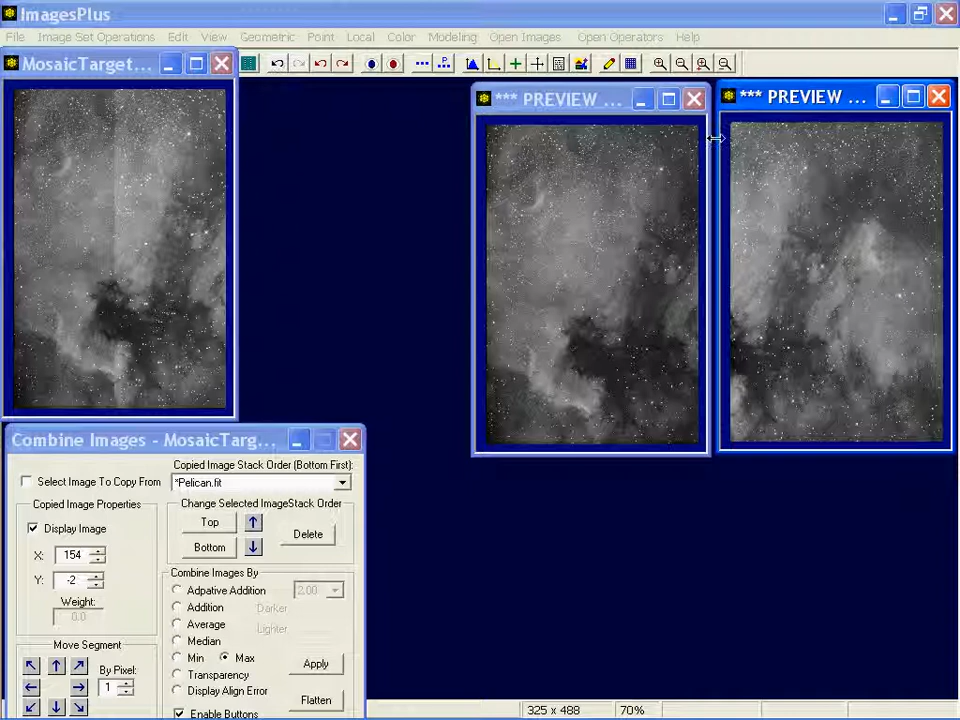 ImagesPlus
File Image Set Operations Edit View Geometric Point Local Color Modeling Open Images Open Operators Help
MosaicTarget...
*** PREVIEW ...
*** PREVIEW ...
Combine Images - MosaicTarg...
Select Image To Copy From
Copied Image Stack Order (Bottom First):
*Pelican.fit
Copied Image Properties
Display Image
X: 154
Y: -2
Weight:
0.0
Change Selected ImageStack Order
Top
Bottom
Delete
Combine Images By
Adpative Addition 2.00
Addition Darker
Average Lighter
Median
Min Max
Transparency
Display Align Error
Enable Buttons
Apply
Flatten
Move Segment
By Pixel:
1
325 x 488 70%